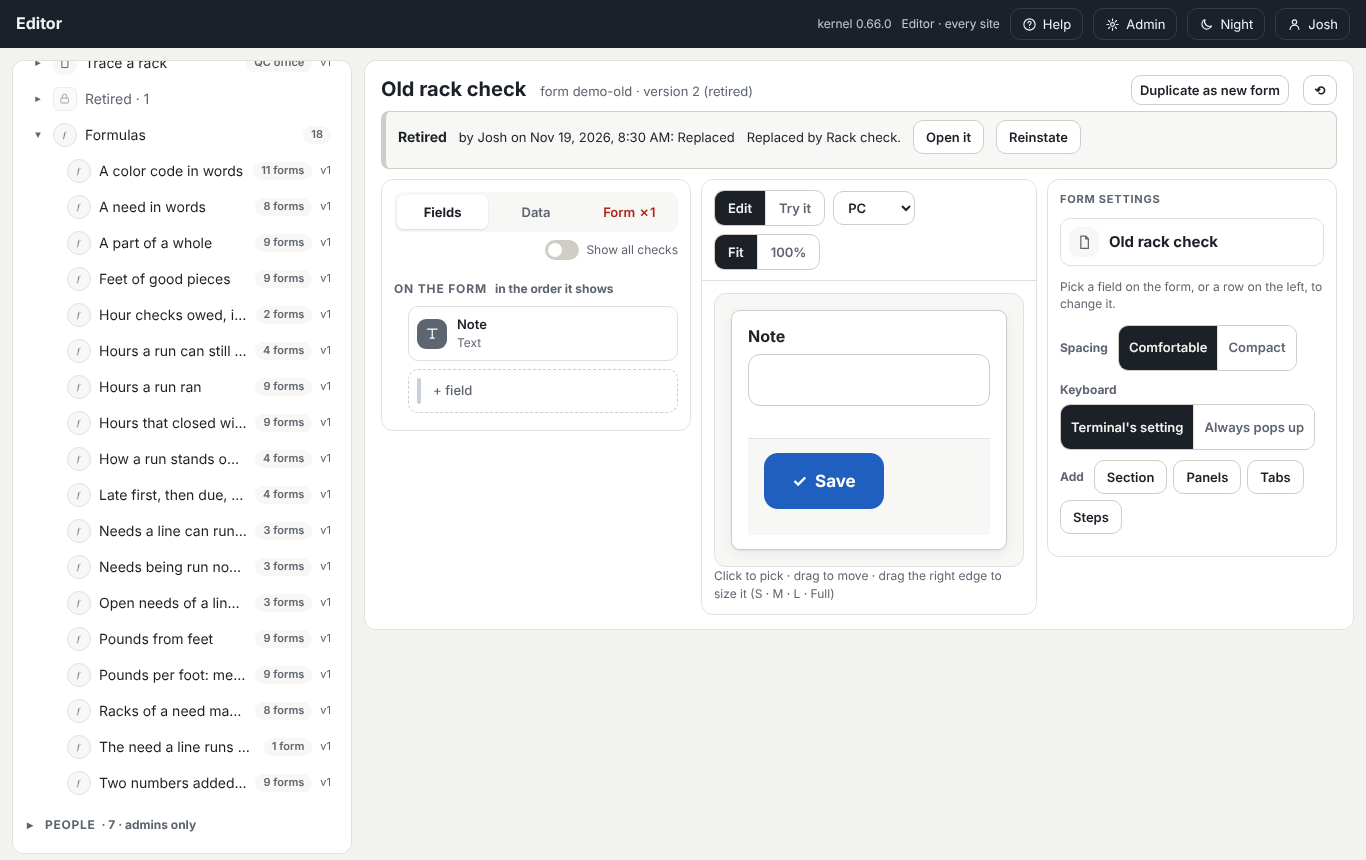 Editor
kernel 0.66.0 Editor · every site Help Admin Night Josh
Trace a rack QC office v1
Retired · 1
Formulas 18
A color code in words 11 forms v1
A need in words 8 forms v1
A part of a whole 9 forms v1
Feet of good pieces 9 forms v1
Hour checks owed, i... 2 forms v1
Hours a run can still ... 4 forms v1
Hours a run ran 9 forms v1
Hours that closed wi... 9 forms v1
How a run stands o... 4 forms v1
Late first, then due, ... 4 forms v1
Needs a line can run... 3 forms v1
Needs being run no... 3 forms v1
Open needs of a lin... 3 forms v1
Pounds from feet 9 forms v1
Pounds per foot: me... 9 forms v1
Racks of a need ma... 8 forms v1
The need a line runs ... 1 form v1
Two numbers added... 9 forms v1
PEOPLE · 7 · admins only
Old rack check form demo-old · version 2 (retired) Duplicate as new form
Retired by Josh on Nov 19, 2026, 8:30 AM: Replaced Replaced by Rack check. Open it Reinstate
Fields Data Form ×1
Show all checks
ON THE FORM in the order it shows
Note
Text
+ field
Edit Try it PC
Fit 100%
Note
Save
Click to pick · drag to move · drag the right edge to
size it (S · M · L · Full)
FORM SETTINGS
Old rack check
Pick a field on the form, or a row on the left, to
change it.
Spacing Comfortable Compact
Keyboard
Terminal's setting Always pops up
Add Section Panels Tabs
Steps